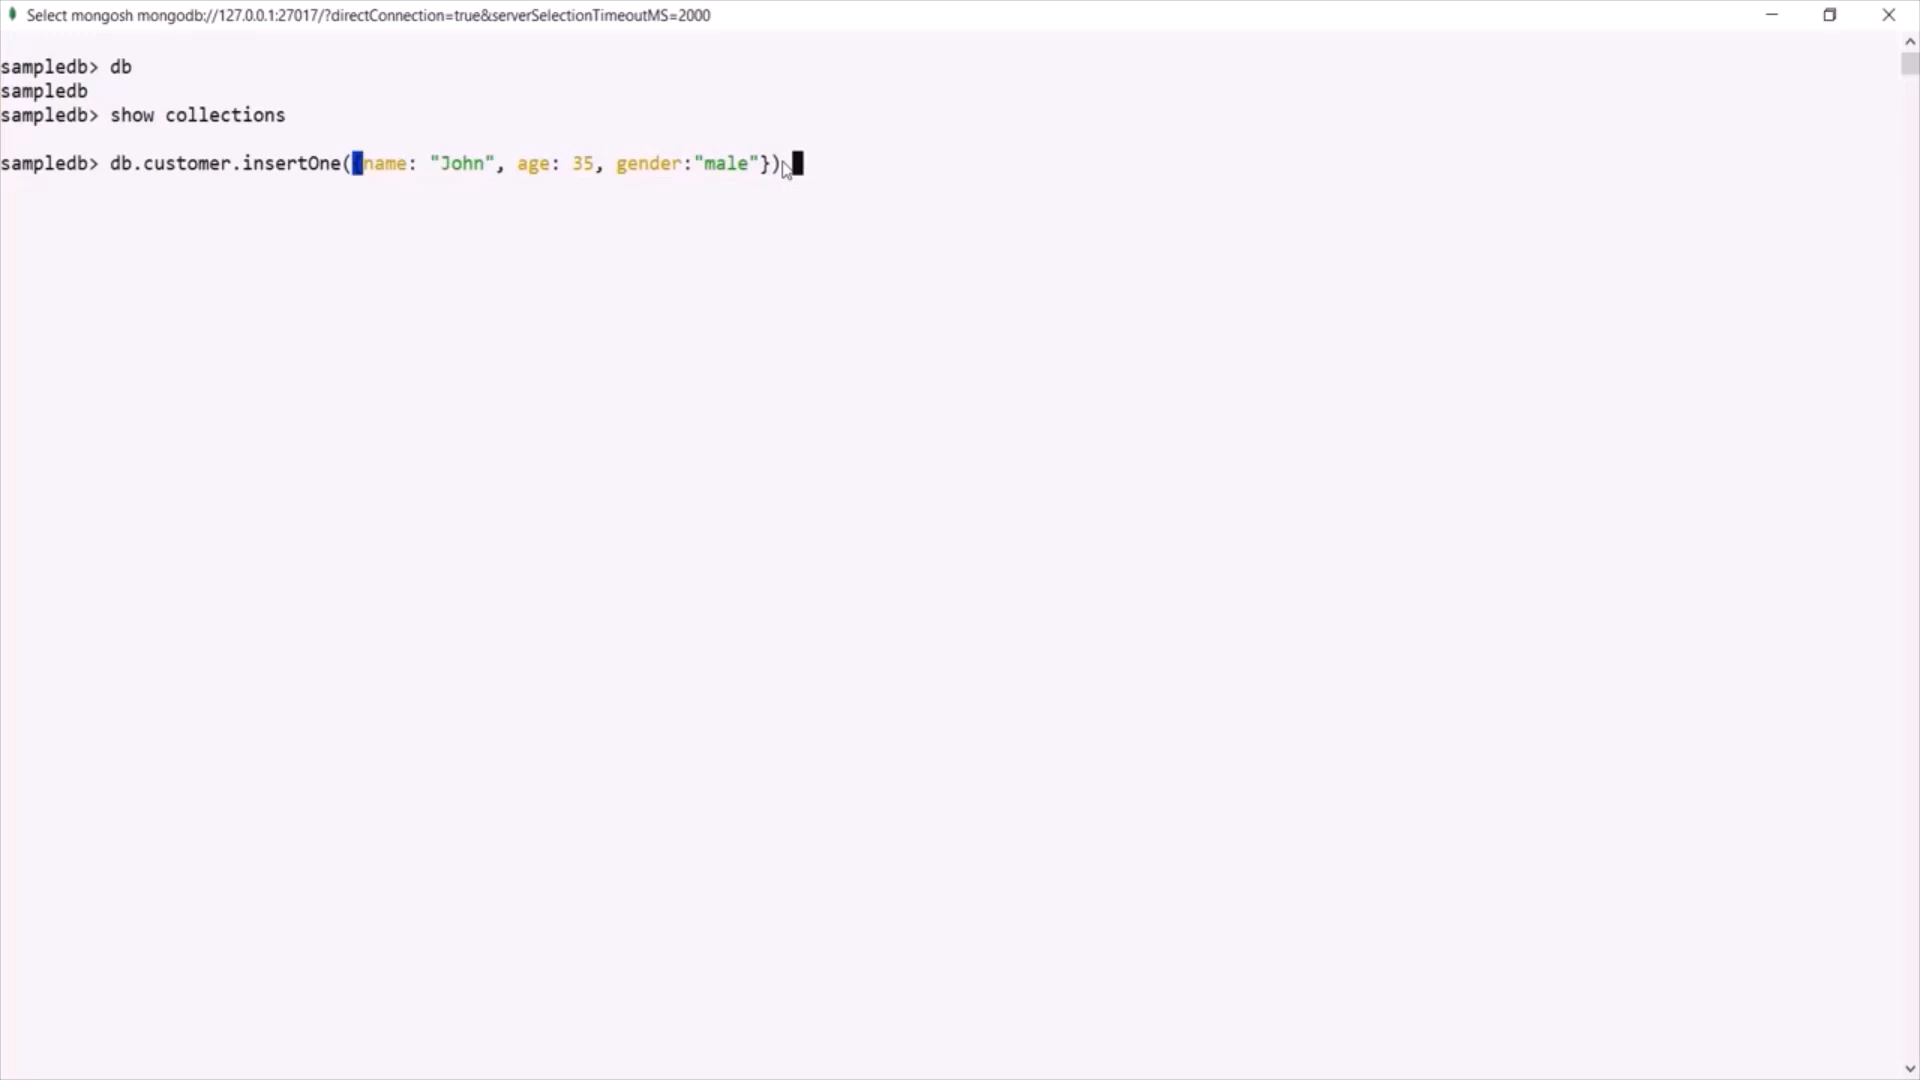 Select mongosh mongodb://127.0.0.1:27017/?directConnection=true&serverSelectionTimeoutMS=2000
sampledb> db
sampledb
sampledb> show collections
sampledb> db.customer.insertOne({name: "John", age: 35, gender:"male"})